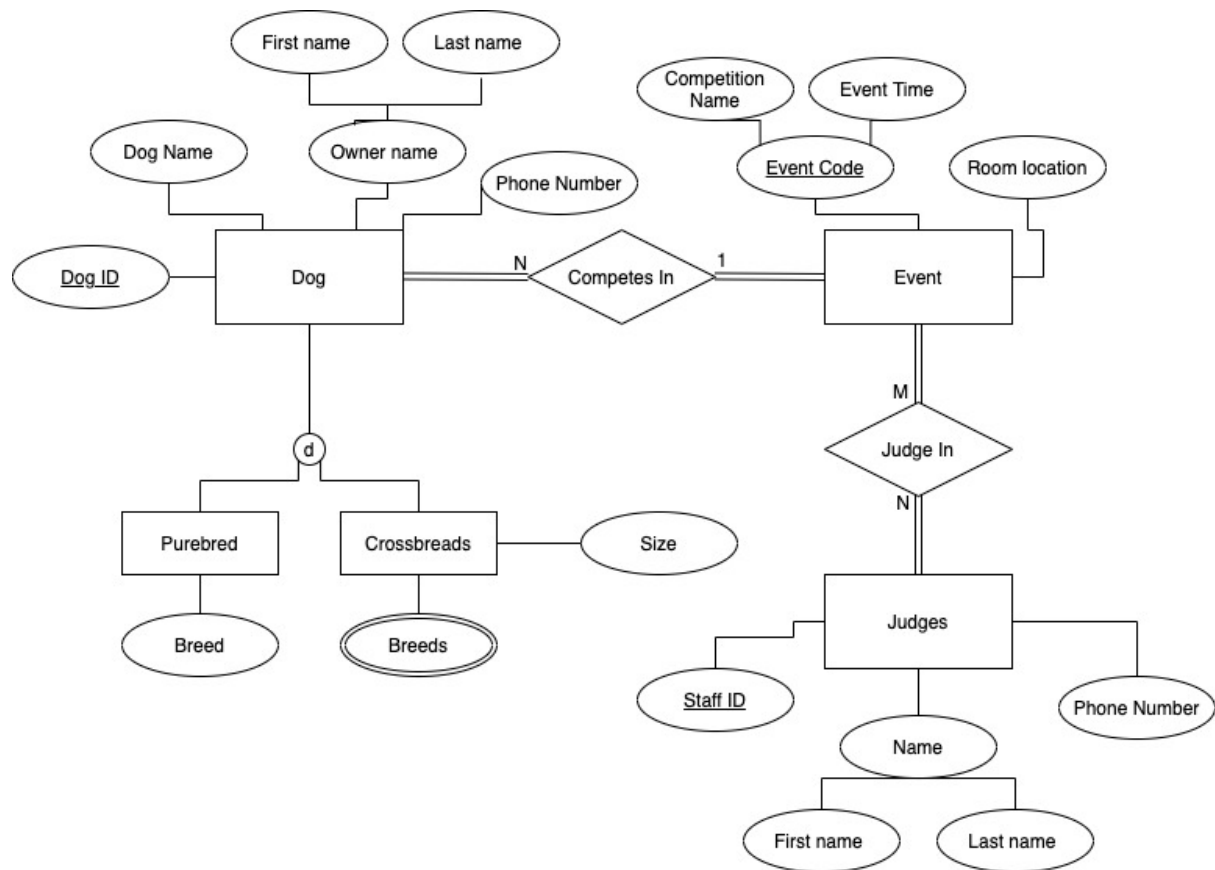 First name
Last name
Competition
Name
Event Time
Dog Name
Owner name
Event Code
Room location
Phone Number
Dog ID
Dog
N
Competes In
1
Event
M
Judge In
N
d
Purebred
Crossbreads
Size
Breed
Breeds
Judges
Staff ID
Phone Number
Name
First name
Last name